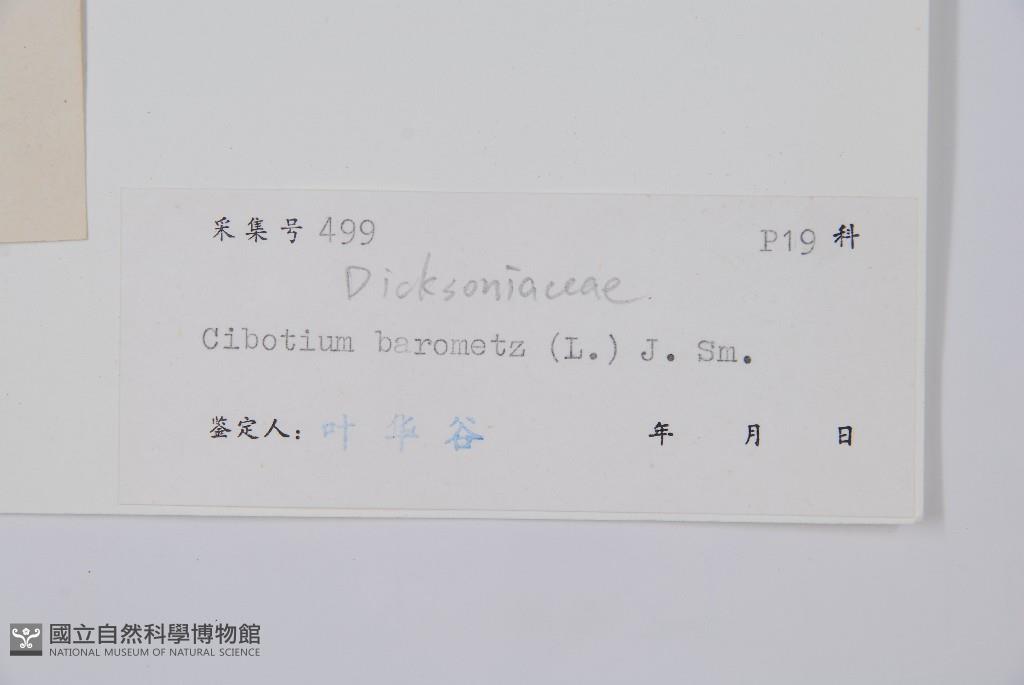 采集号 499 P19 科
Dicksoniaceae
Cibotium barometz (L.) J. Sm.
鉴定人: 叶华谷 年 月 日
國立自然科學博物館
NATIONAL MUSEUM OF NATURAL SCIENCE